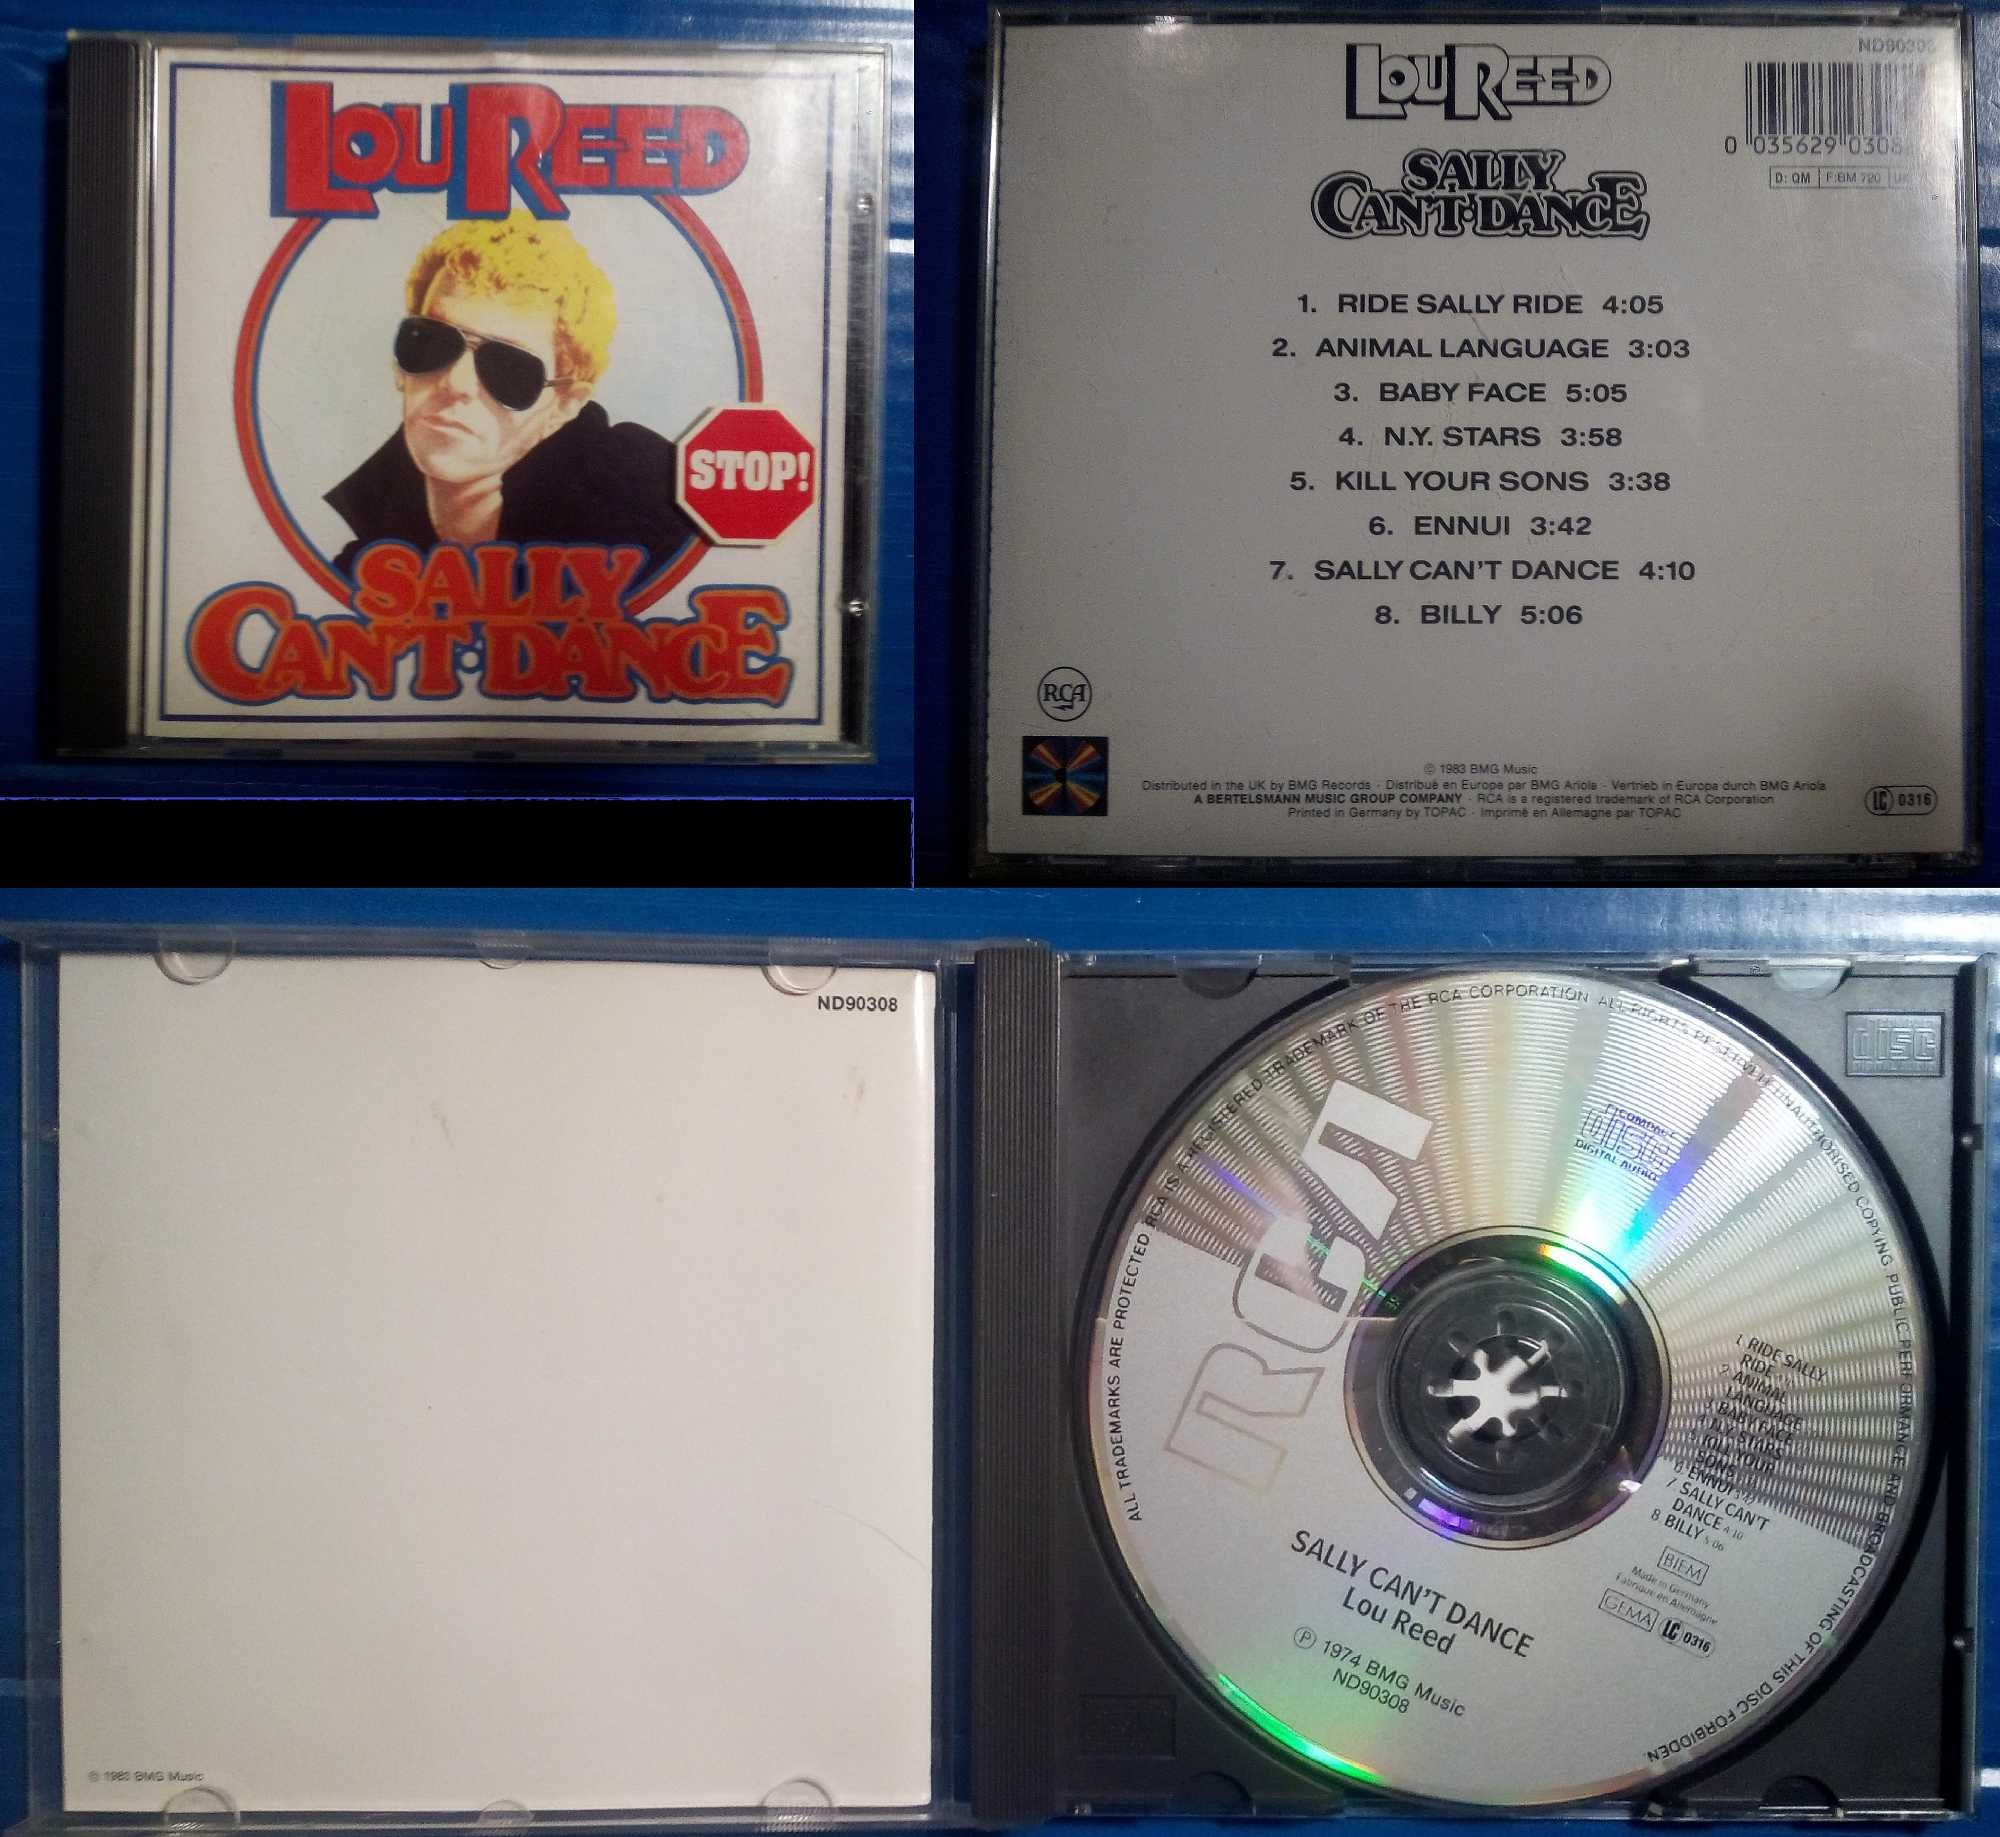 LOU REED
STOP!
SALLY
CAN'T·DANCE
LOU REED
SALLY
CAN'T·DANCE
0 035629 0308
D: QM F:BM 720
1. RIDE SALLY RIDE 4:05
2. ANIMAL LANGUAGE 3:03
3. BABY FACE 5:05
4. N.Y. STARS 3:58
5. KILL YOUR SONS 3:38
6. ENNUI 3:42
7. SALLY CAN'T DANCE 4:10
8. BILLY 5:06
RCA
© 1983 BMG Music
Distributed in the UK by BMG Records · Distribué en Europe par BMG Ariola · Vertrieb in Europa durch BMG Ariola
A BERTELSMANN MUSIC GROUP COMPANY · RCA is a registered trademark of RCA Corporation
Printed in Germany by TOPAC · Imprimé en Allemagne par TOPAC
LC 0316
ND90308
© 1983 BMG Music
disc
ALL TRADEMARKS ARE PROTECTED RCA IS A REGISTERED TRADEMARK OF THE RCA CORPORATION ALL RIGHTS RESERVED UNAUTHORISED COPYING PUBLIC PERFORMANCE AND BROADCASTING OF THIS DISC FORBIDDEN.
RCA
COMPACT
disc
DIGITAL AUDIO
1. RIDE SALLY
RIDE
2. ANIMAL
LANGUAGE
3. BABY FACE
4. N.Y. STARS
5. KILL YOUR
SONS
6. ENNUI
7. SALLY CAN'T
DANCE 4:10
8. BILLY 5:06
BIEM
Made in Germany
Fabriqué en Allemagne
GEMA LC 0316
SALLY CAN'T DANCE
Lou Reed
℗ 1974 BMG Music
ND90308